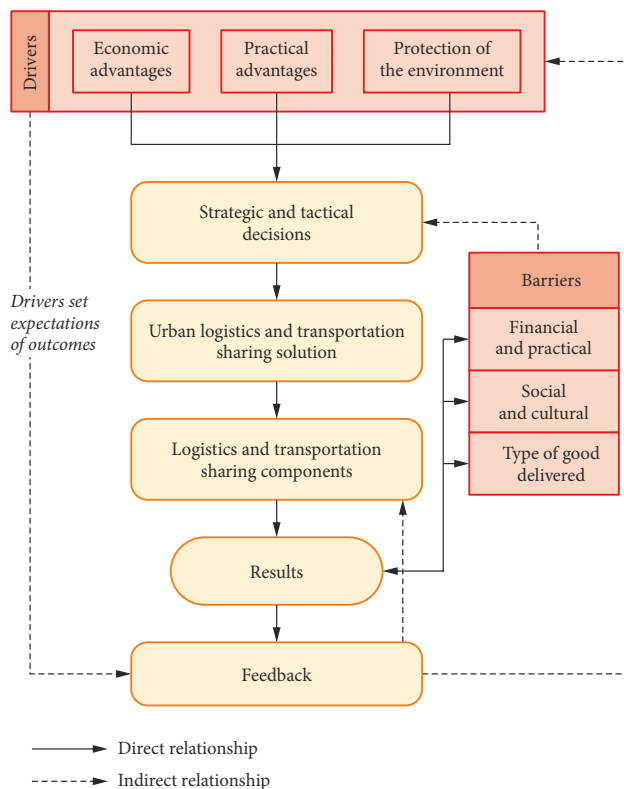 Drivers
Economic
advantages
Practical
advantages
Protection of
the environment
Strategic and tactical
decisions
Barriers
Drivers set
expectations
of outcomes
Urban logistics and transportation
sharing solution
Financial
and practical
Social
and cultural
Logistics and transportation
sharing components
Type of good
delivered
Results
Feedback
Direct relationship
Indirect relationship